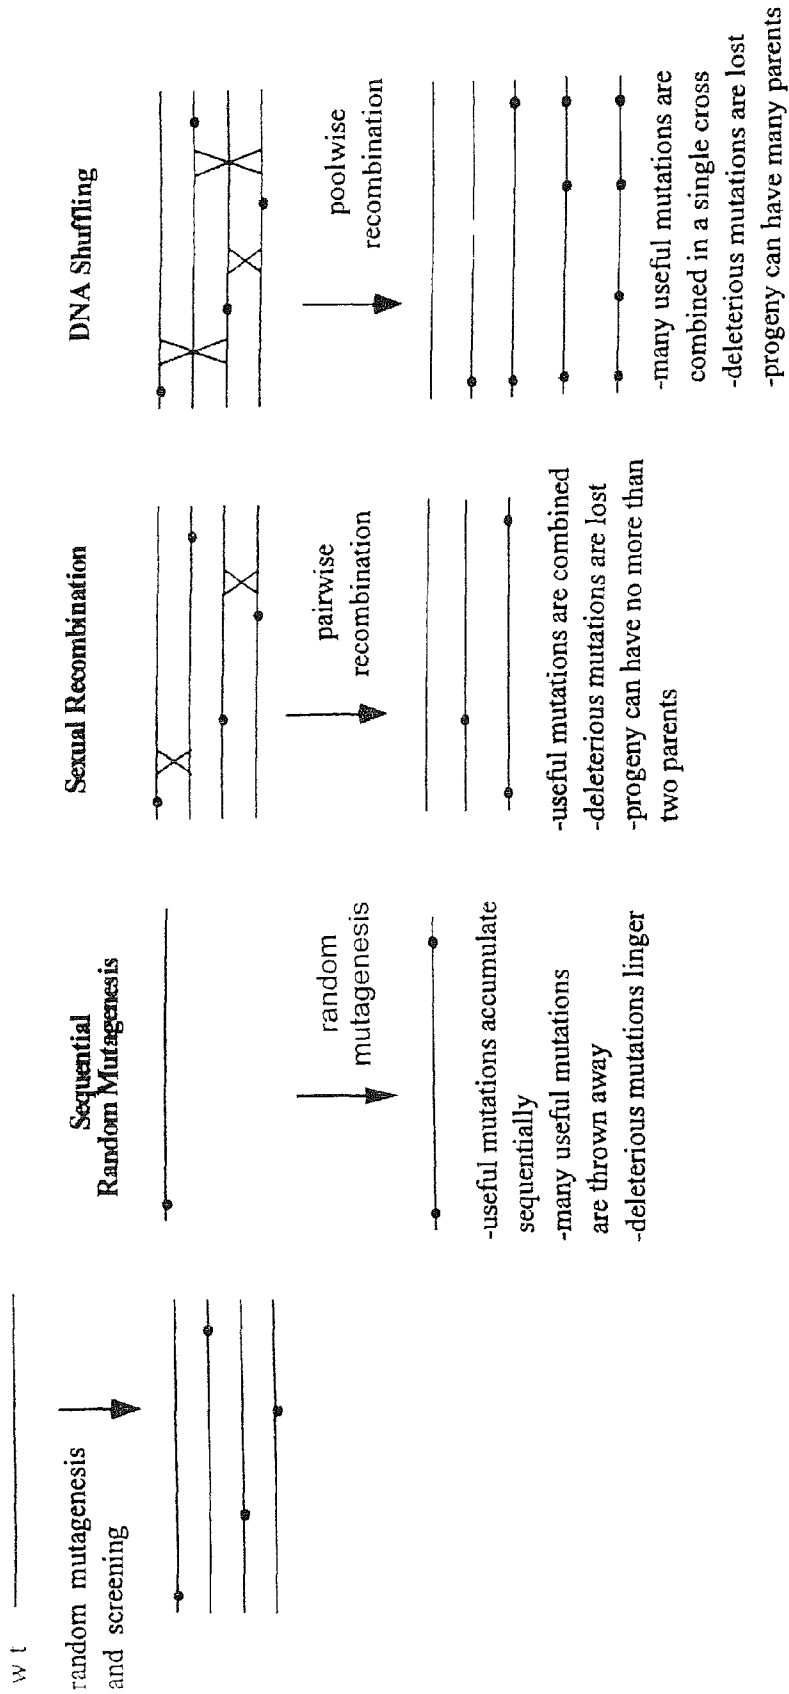 w t
random mutagenesis
and screening
Sequential
Random Mutagenesis
random
mutagenesis
-useful mutations accumulate
sequentially
-many useful mutations
are thrown away
-deleterious mutations linger
Sexual Recombination
pairwise
recombination
-useful mutations are combined
-deleterious mutations are lost
-progeny can have no more than
two parents
DNA Shuffling
poolwise
recombination
-many useful mutations are
combined in a single cross
-deleterious mutations are lost
-progeny can have many parents